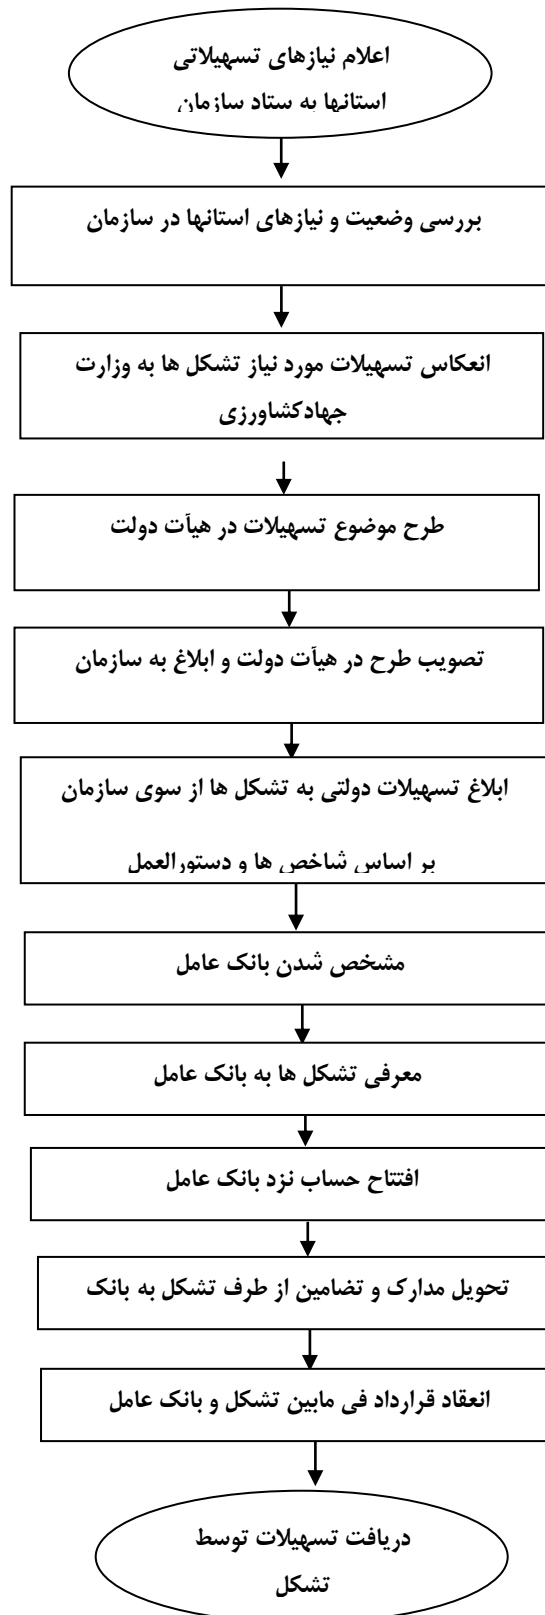 اعلام نیازهای تسهیلاتی
استانها به ستاد سازمان
بررسی وضعیت و نیازهای استانها در سازمان
انعکاس تسهیلات مورد نیاز تشکل ها به وزارت
جهادکشاورزی
طرح موضوع تسهیلات در هیأت دولت
تصویب طرح در هیأت دولت و ابلاغ به سازمان
ابلاغ تسهیلات دولتی به تشکل ها از سوی سازمان
بر اساس شاخص ها و دستورالعمل
مشخص شدن بانک عامل
معرفی تشکل ها به بانک عامل
افتتاح حساب نزد بانک عامل
تحویل مدارک و تضامین از طرف تشکل به بانک
انعقاد قرارداد فی مابین تشکل و بانک عامل
دریافت تسهیلات توسط
تشکل